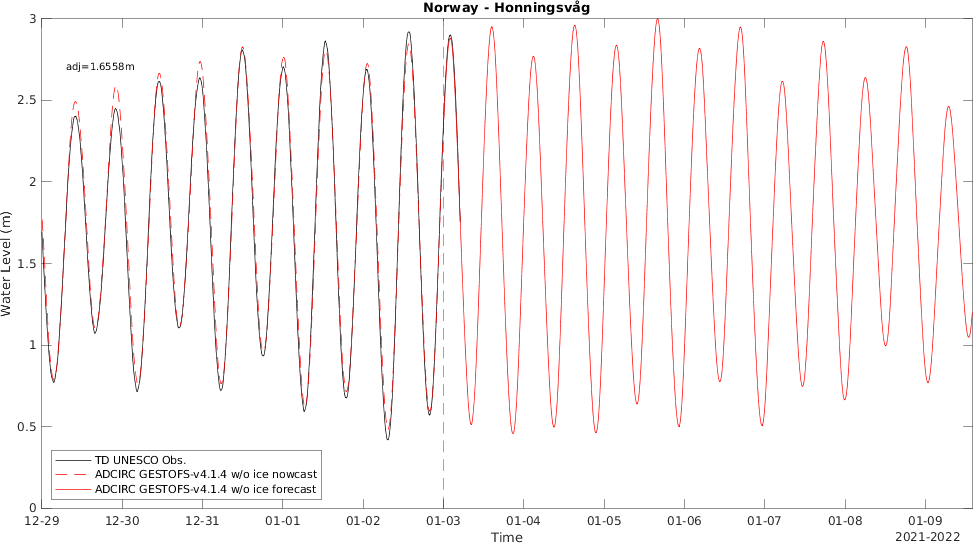 Norway - Honningsvåg
adj=1.6558m
3
2.5
2
1.5
1
0.5
0
Water Level (m)
TD UNESCO Obs.
ADCIRC GESTOFS-v4.1.4 w/o ice nowcast
ADCIRC GESTOFS-v4.1.4 w/o ice forecast
12-29 12-30 12-31 01-01 01-02 01-03 01-04 01-05 01-06 01-07 01-08 01-09
Time
2021-2022